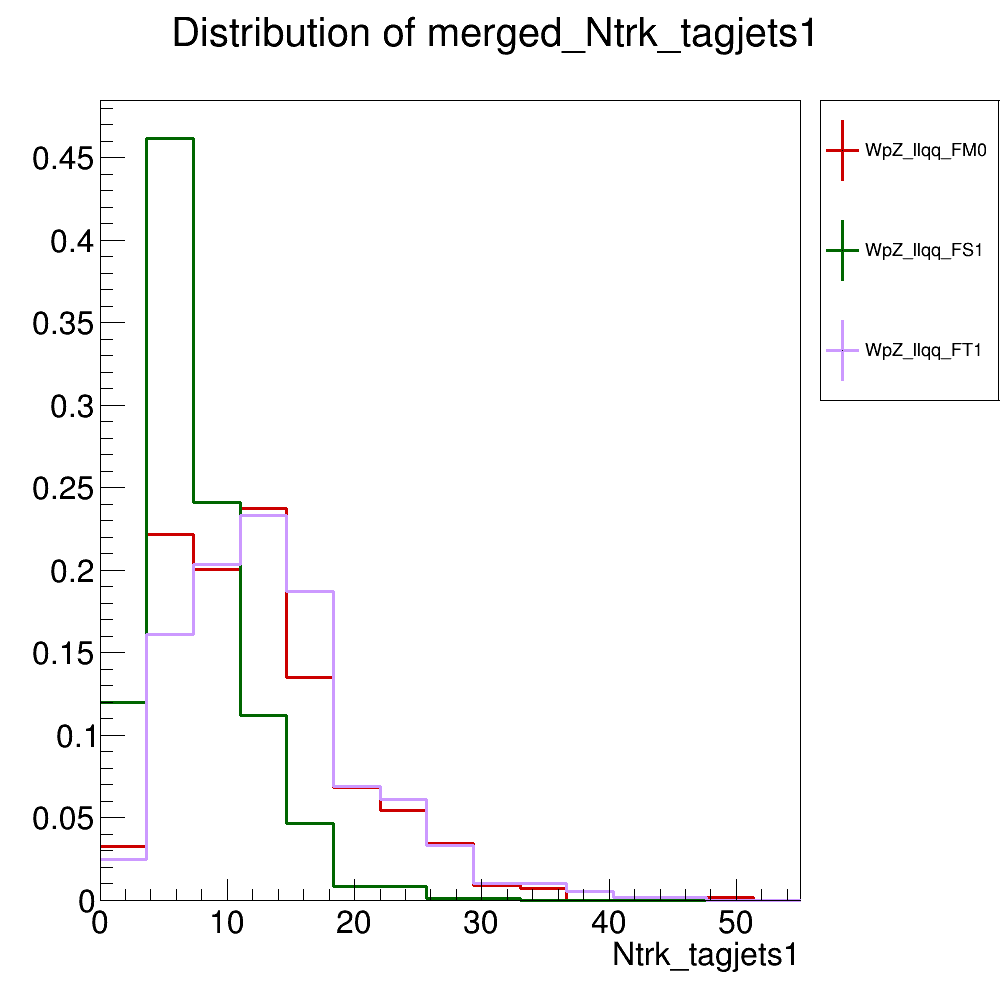 Distribution of merged_Ntrk_tagjets1
WpZ_llqq_FM0
WpZ_llqq_FS1
WpZ_llqq_FT1
0.45
0.4
0.35
0.3
0.25
0.2
0.15
0.1
0.05
0
0 10 20 30 40 50
Ntrk_tagjets1